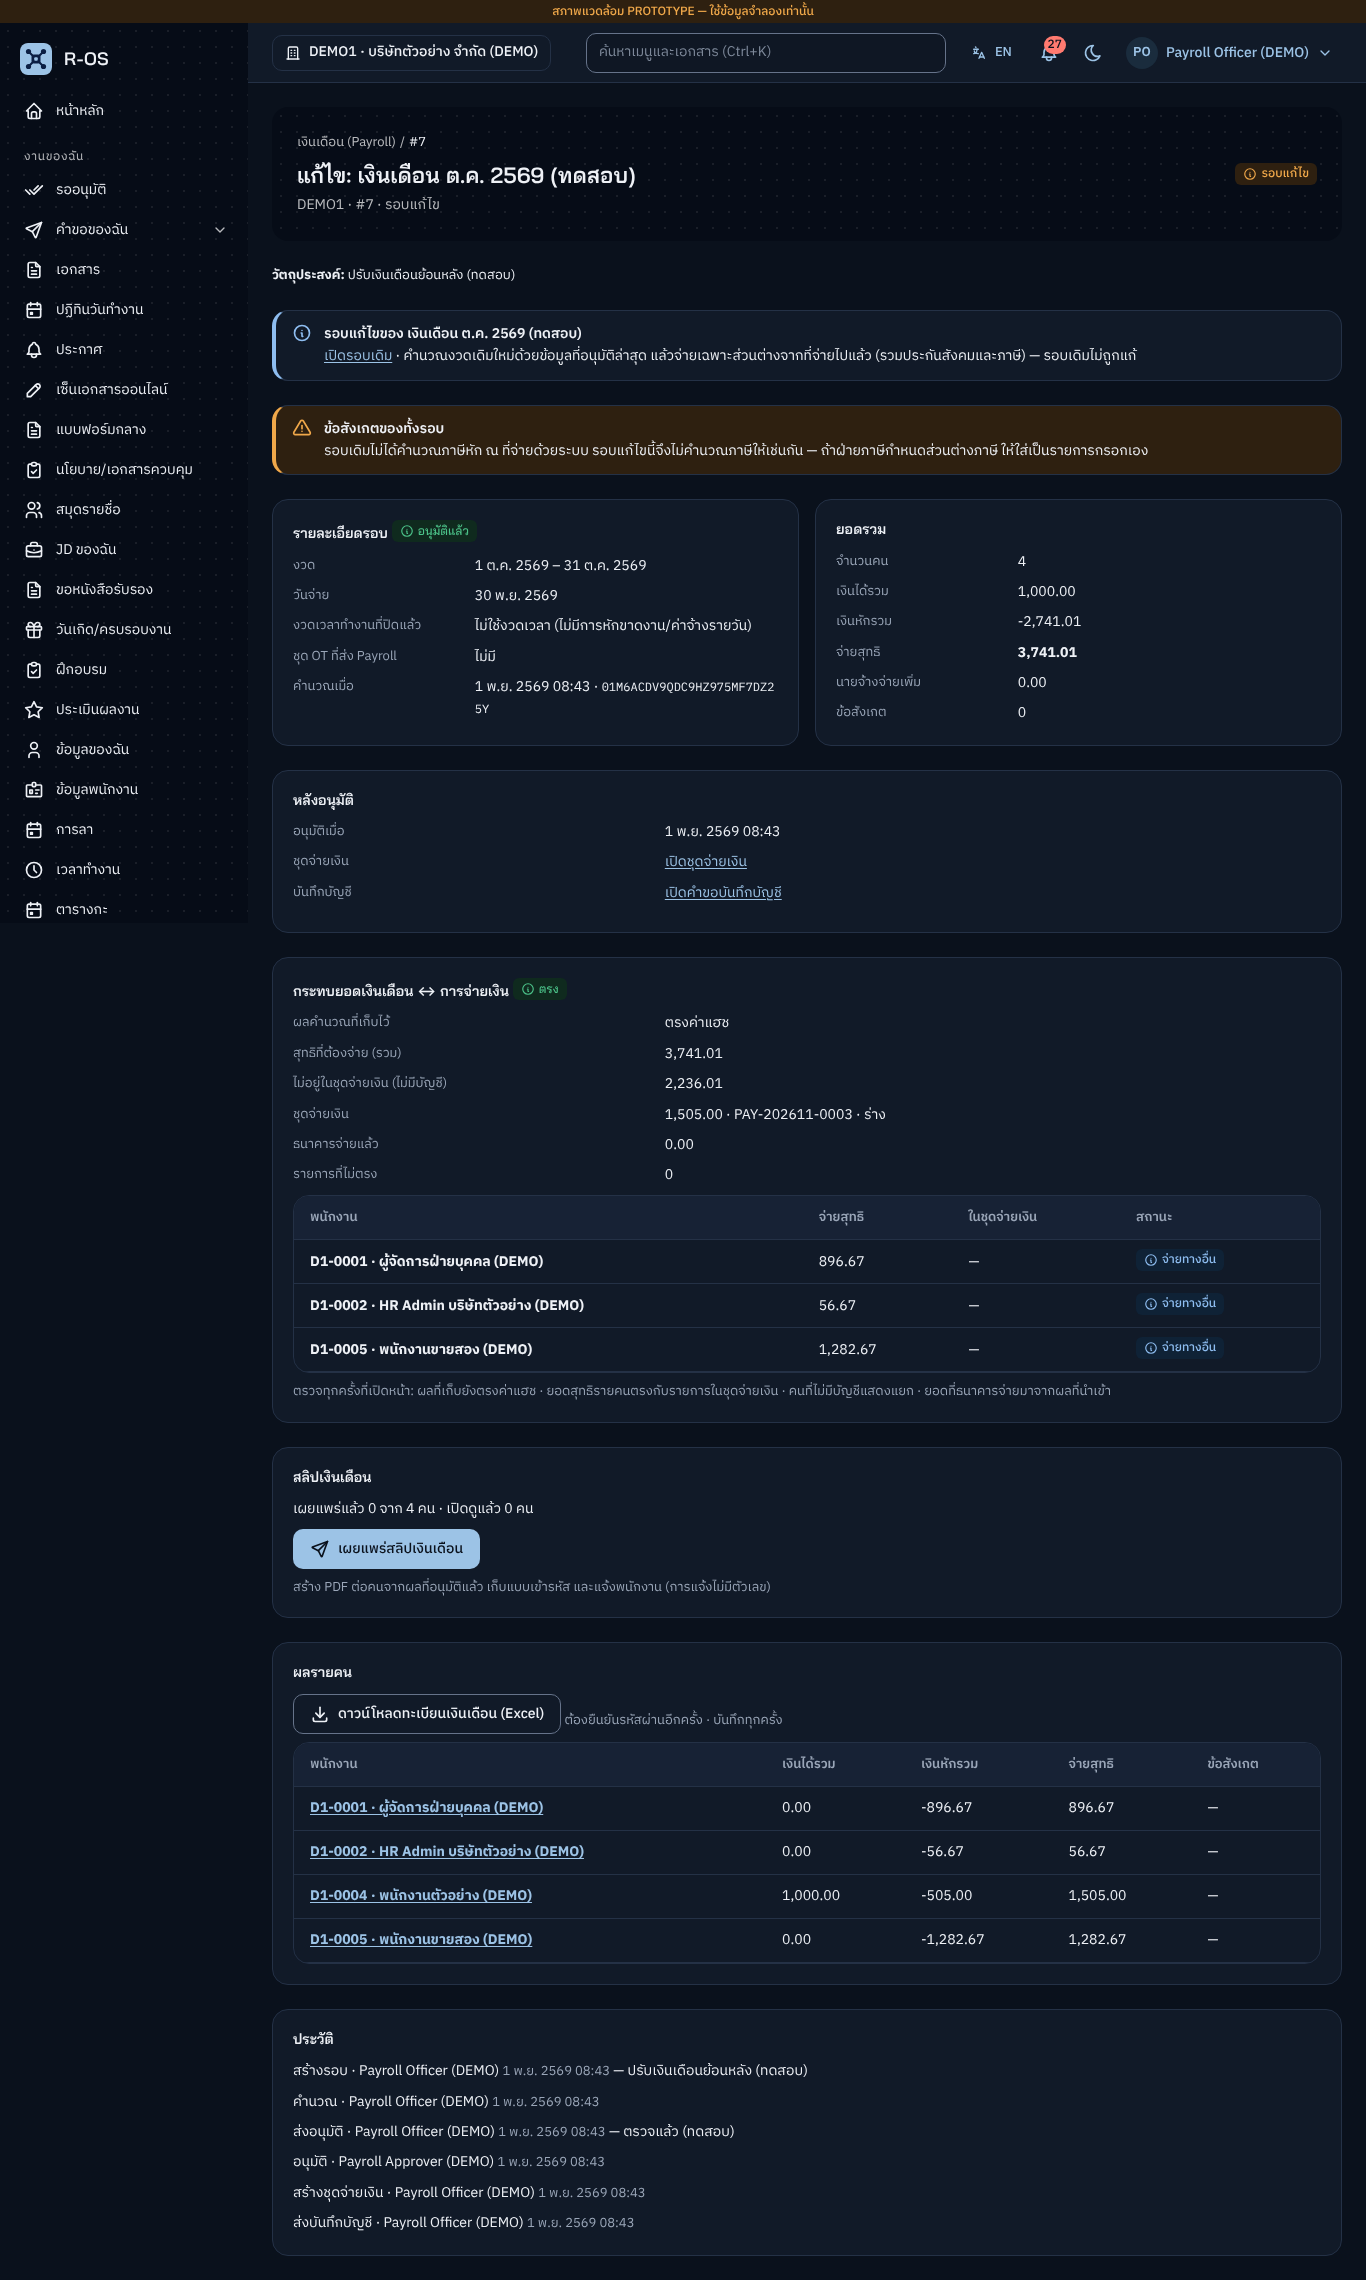 สภาพแวดล้อม PROTOTYPE — ใช้ข้อมูลจำลองเท่านั้น
R-OS
DEMO1 · บริษัทตัวอย่าง จำกัด (DEMO)
ค้นหาเมนูและเอกสาร (Ctrl+K)
EN
27
PO
Payroll Officer (DEMO)
หน้าหลัก
งานของฉัน
รออนุมัติ
คำขอของฉัน
เอกสาร
ปฏิทินวันทำงาน
ประกาศ
เซ็นเอกสารออนไลน์
แบบฟอร์มกลาง
นโยบาย/เอกสารควบคุม
สมุดรายชื่อ
JD ของฉัน
ขอหนังสือรับรอง
วันเกิด/ครบรอบงาน
ฝึกอบรม
ประเมินผลงาน
ข้อมูลของฉัน
ข้อมูลพนักงาน
การลา
เวลาทำงาน
ตารางกะ
เงินเดือน (Payroll) / #7
แก้ไข: เงินเดือน ต.ค. 2569 (ทดสอบ)
DEMO1 · #7 · รอบแก้ไข
รอบแก้ไข
วัตถุประสงค์: ปรับเงินเดือนย้อนหลัง (ทดสอบ)
รอบแก้ไขของ เงินเดือน ต.ค. 2569 (ทดสอบ)
เปิดรอบเดิม · คำนวณงวดเดิมใหม่ด้วยข้อมูลที่อนุมัติล่าสุด แล้วจ่ายเฉพาะส่วนต่างจากที่จ่ายไปแล้ว (รวมประกันสังคมและภาษี) — รอบเดิมไม่ถูกแก้
ข้อสังเกตของทั้งรอบ
รอบเดิมไม่ได้คำนวณภาษีหัก ณ ที่จ่ายด้วยระบบ รอบแก้ไขนี้จึงไม่คำนวณภาษีให้เช่นกัน — ถ้าฝ่ายภาษีกำหนดส่วนต่างภาษี ให้ใส่เป็นรายการกรอกเอง
รายละเอียดรอบ อนุมัติแล้ว
งวด 1 ต.ค. 2569 – 31 ต.ค. 2569
วันจ่าย 30 พ.ย. 2569
งวดเวลาทำงานที่ปิดแล้ว ไม่ใช้งวดเวลา (ไม่มีการหักขาดงาน/ค่าจ้างรายวัน)
ชุด OT ที่ส่ง Payroll ไม่มี
คำนวณเมื่อ 1 พ.ย. 2569 08:43 · 01M6ACDV9QDC9HZ975MF7DZ2
5Y
ยอดรวม
จำนวนคน 4
เงินได้รวม 1,000.00
เงินหักรวม -2,741.01
จ่ายสุทธิ 3,741.01
นายจ้างจ่ายเพิ่ม 0.00
ข้อสังเกต 0
หลังอนุมัติ
อนุมัติเมื่อ 1 พ.ย. 2569 08:43
ชุดจ่ายเงิน เปิดชุดจ่ายเงิน
บันทึกบัญชี เปิดคำขอบันทึกบัญชี
กระทบยอดเงินเดือน ↔ การจ่ายเงิน ตรง
ผลคำนวณที่เก็บไว้ ตรงค่าแฮช
สุทธิที่ต้องจ่าย (รวม) 3,741.01
ไม่อยู่ในชุดจ่ายเงิน (ไม่มีบัญชี) 2,236.01
ชุดจ่ายเงิน 1,505.00 · PAY-202611-0003 · ร่าง
ธนาคารจ่ายแล้ว 0.00
รายการที่ไม่ตรง 0
พนักงาน จ่ายสุทธิ ในชุดจ่ายเงิน สถานะ
D1-0001 · ผู้จัดการฝ่ายบุคคล (DEMO) 896.67 — จ่ายทางอื่น
D1-0002 · HR Admin บริษัทตัวอย่าง (DEMO) 56.67 — จ่ายทางอื่น
D1-0005 · พนักงานขายสอง (DEMO) 1,282.67 — จ่ายทางอื่น
ตรวจทุกครั้งที่เปิดหน้า: ผลที่เก็บยังตรงค่าแฮช · ยอดสุทธิรายคนตรงกับรายการในชุดจ่ายเงิน · คนที่ไม่มีบัญชีแสดงแยก · ยอดที่ธนาคารจ่ายมาจากผลที่นำเข้า
สลิปเงินเดือน
เผยแพร่แล้ว 0 จาก 4 คน · เปิดดูแล้ว 0 คน
เผยแพร่สลิปเงินเดือน
สร้าง PDF ต่อคนจากผลที่อนุมัติแล้ว เก็บแบบเข้ารหัส และแจ้งพนักงาน (การแจ้งไม่มีตัวเลข)
ผลรายคน
ดาวน์โหลดทะเบียนเงินเดือน (Excel) ต้องยืนยันรหัสผ่านอีกครั้ง · บันทึกทุกครั้ง
พนักงาน เงินได้รวม เงินหักรวม จ่ายสุทธิ ข้อสังเกต
D1-0001 · ผู้จัดการฝ่ายบุคคล (DEMO) 0.00 -896.67 896.67 —
D1-0002 · HR Admin บริษัทตัวอย่าง (DEMO) 0.00 -56.67 56.67 —
D1-0004 · พนักงานตัวอย่าง (DEMO) 1,000.00 -505.00 1,505.00 —
D1-0005 · พนักงานขายสอง (DEMO) 0.00 -1,282.67 1,282.67 —
ประวัติ
สร้างรอบ · Payroll Officer (DEMO) 1 พ.ย. 2569 08:43 — ปรับเงินเดือนย้อนหลัง (ทดสอบ)
คำนวณ · Payroll Officer (DEMO) 1 พ.ย. 2569 08:43
ส่งอนุมัติ · Payroll Officer (DEMO) 1 พ.ย. 2569 08:43 — ตรวจแล้ว (ทดสอบ)
อนุมัติ · Payroll Approver (DEMO) 1 พ.ย. 2569 08:43
สร้างชุดจ่ายเงิน · Payroll Officer (DEMO) 1 พ.ย. 2569 08:43
ส่งบันทึกบัญชี · Payroll Officer (DEMO) 1 พ.ย. 2569 08:43